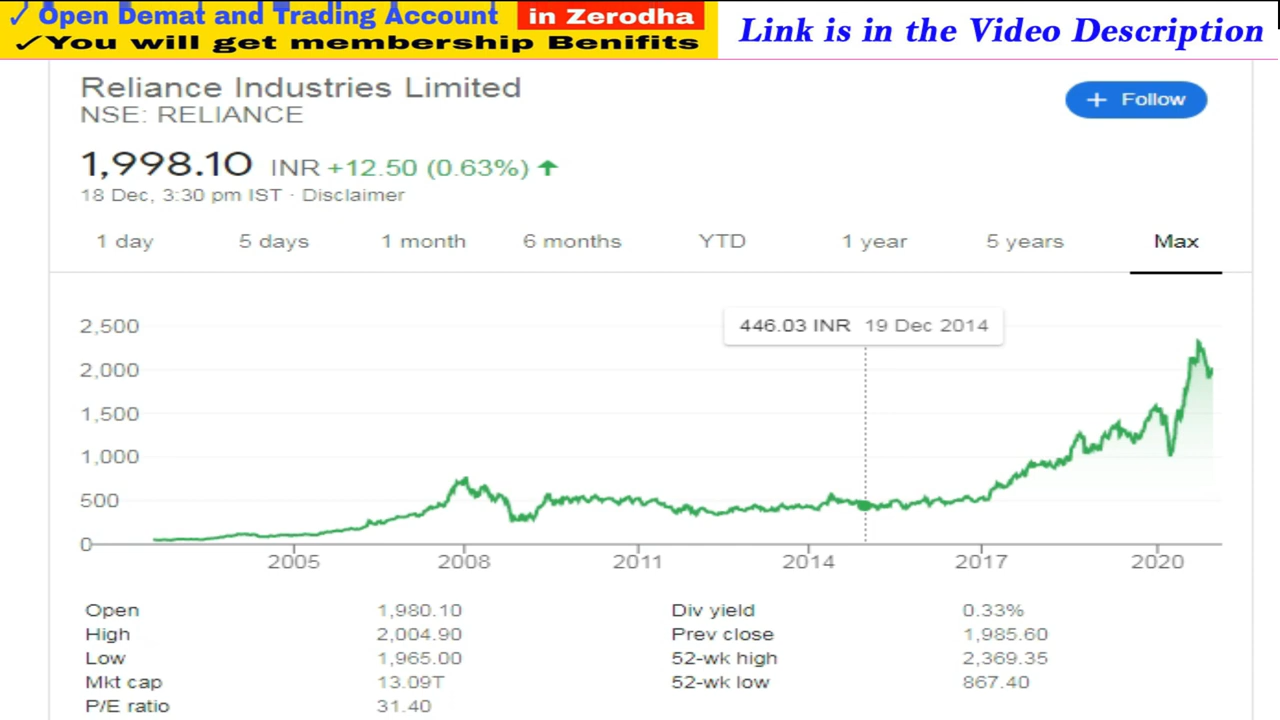 ✓ Open Demat and Trading Account in Zerodha
✓You will get membership Benifits
Link is in the Video Description
Reliance Industries Limited
NSE: RELIANCE
+ Follow
1,998.10 INR +12.50 (0.63%) ↑
18 Dec, 3:30 pm IST · Disclaimer
1 day 5 days 1 month 6 months YTD 1 year 5 years Max
446.03 INR 19 Dec 2014
2,500
2,000
1,500
1,000
500
0
2005 2008 2011 2014 2017 2020
Open 1,980.10 Div yield 0.33%
High 2,004.90 Prev close 1,985.60
Low 1,965.00 52-wk high 2,369.35
Mkt cap 13.09T 52-wk low 867.40
P/E ratio 31.40